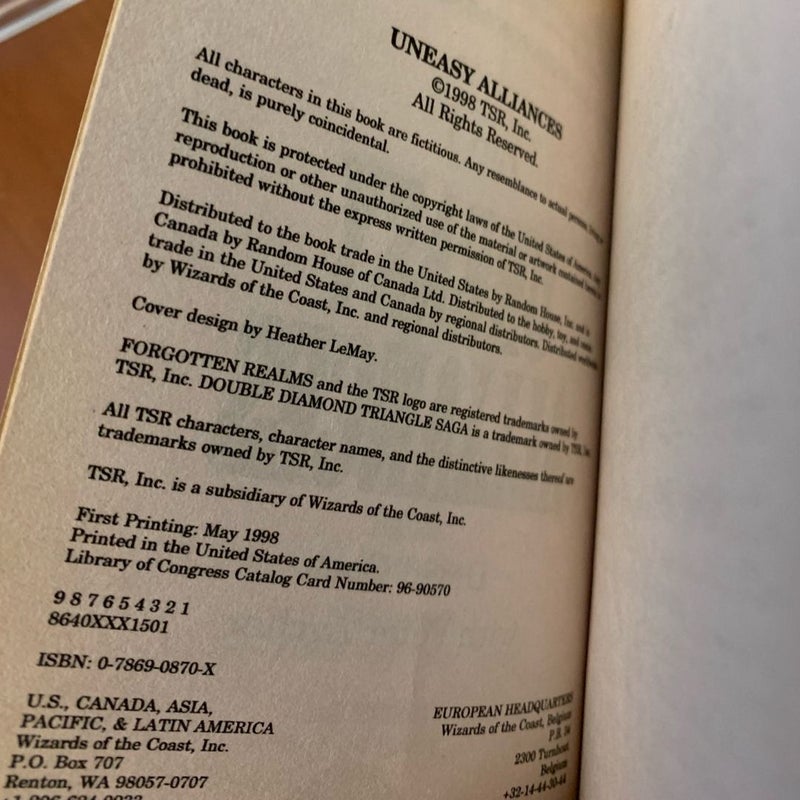 UNEASY ALLIANCES
©1998 TSR, Inc.
All Rights Reserved.
All characters in this book are fictitious. Any resemblance to actual persons, living or
dead, is purely coincidental.
This book is protected under the copyright laws of the United States of America. Any
reproduction or other unauthorized use of the material or artwork contained herein is
prohibited without the express written permission of TSR, Inc.
Distributed to the book trade in the United States by Random House, Inc. and in
Canada by Random House of Canada Ltd. Distributed to the hobby, toy, and comic
trade in the United States and Canada by regional distributors. Distributed worldwide
by Wizards of the Coast, Inc. and regional distributors.
Cover design by Heather LeMay.
FORGOTTEN REALMS and the TSR logo are registered trademarks owned by
TSR, Inc. DOUBLE DIAMOND TRIANGLE SAGA is a trademark owned by TSR, Inc.
All TSR characters, character names, and the distinctive likenesses thereof are
trademarks owned by TSR, Inc.
TSR, Inc. is a subsidiary of Wizards of the Coast, Inc.
First Printing: May 1998
Printed in the United States of America.
Library of Congress Catalog Card Number: 96-90570
9 8 7 6 5 4 3 2 1
8640XXX1501
ISBN: 0-7869-0870-X
U.S., CANADA, ASIA,
PACIFIC, & LATIN AMERICA
Wizards of the Coast, Inc.
P.O. Box 707
Renton, WA 98057-0707
EUROPEAN HEADQUARTERS
Wizards of the Coast, Belgium
P.B. 34
2300 Turnhout
Belgium
+32-14-44-30-44